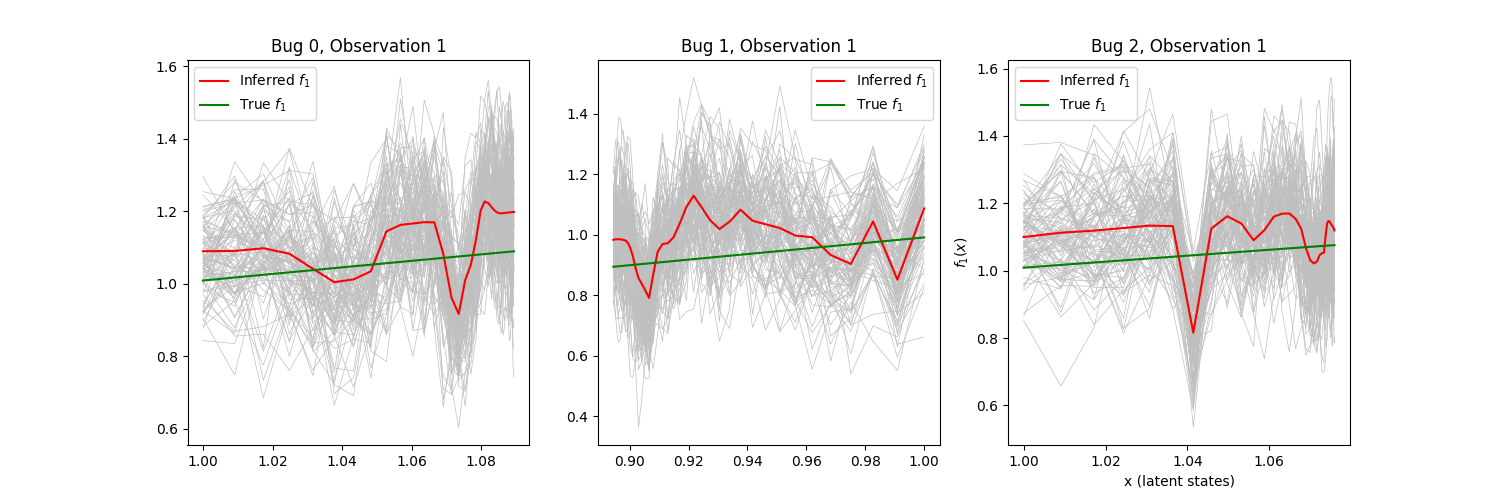 Bug 0, Observation 1
Inferred f₁
True f₁
1.6
1.4
1.2
1.0
0.8
0.6
1.00 1.02 1.04 1.06 1.08
Bug 1, Observation 1
Inferred f₁
True f₁
1.4
1.2
1.0
0.8
0.6
0.4
0.90 0.92 0.94 0.96 0.98 1.00
Bug 2, Observation 1
Inferred f₁
True f₁
f₁(x)
1.6
1.4
1.2
1.0
0.8
0.6
1.00 1.02 1.04 1.06
x (latent states)